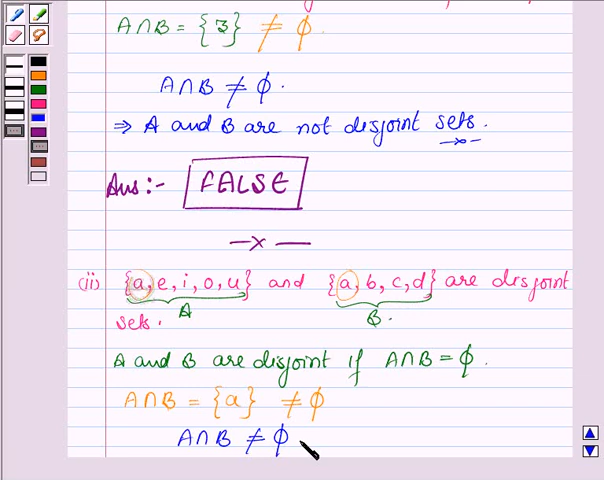 A∩B = {3} ≠ ϕ
A∩B ≠ ϕ.
⇒ A and B are not disjoint sets.
Ans:- FALSE
(ii) {a, e, i, o, u} and {a, b, c, d} are disjoint
A B.
sets.
A and B are disjoint if A∩B = ϕ.
A∩B = {a} ≠ ϕ
A∩B ≠ ϕ